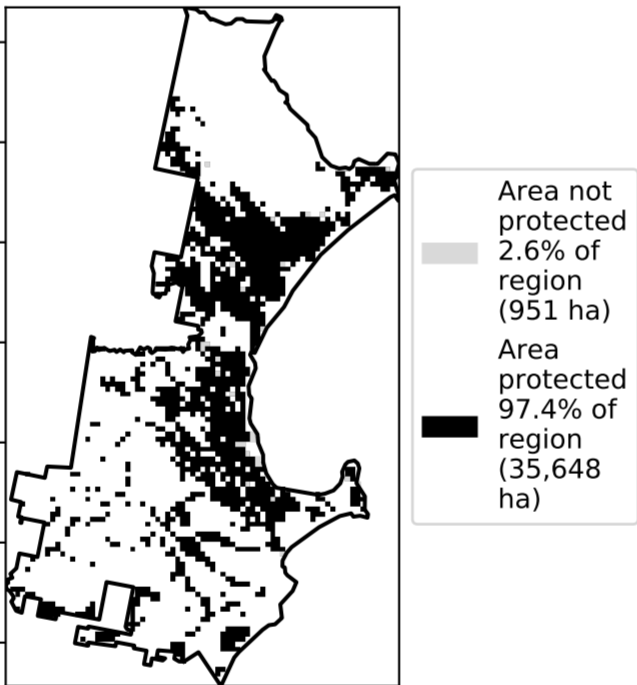 Area not
protected
2.6% of
region
(951 ha)
Area
protected
97.4% of
region
(35,648
ha)